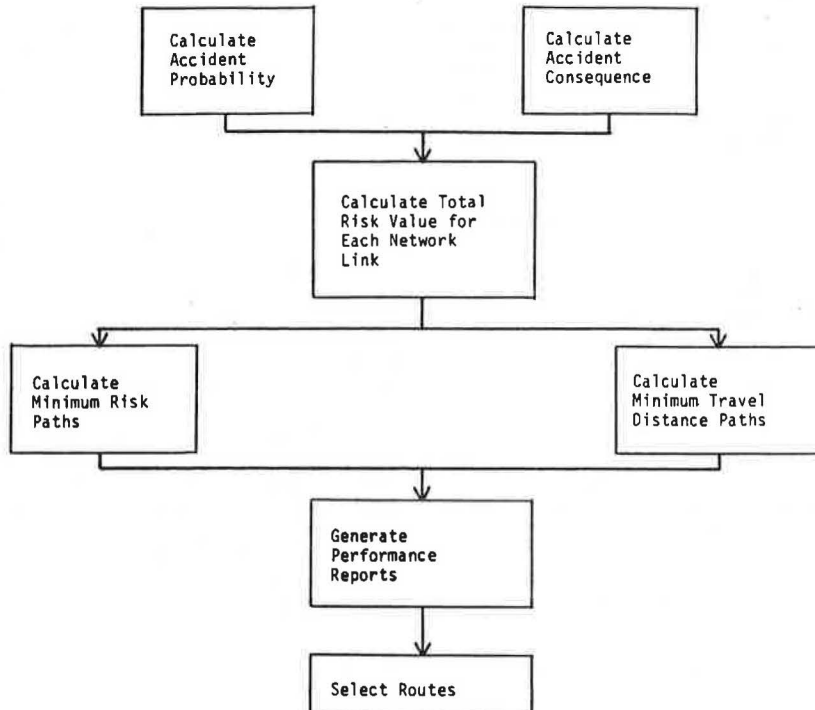 Calculate
Accident
Probability
Calculate
Accident
Consequence
Calculate Total
Risk Value for
Each Network
Link
Calculate
Minimum Risk
Paths
Calculate
Minimum Travel
Distance Paths
Generate
Performance
Reports
Select Routes